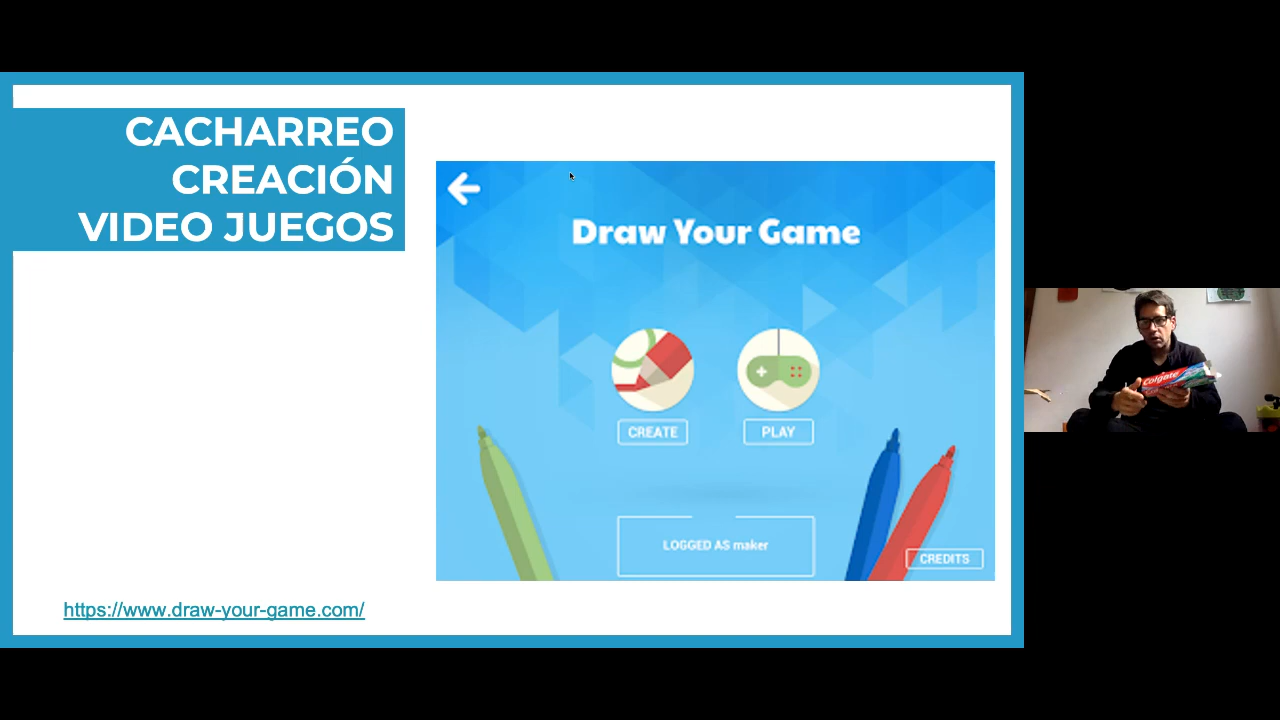 CACHARREO
CREACIÓN
VIDEO JUEGOS
Draw Your Game
CREATE
PLAY
LOGGED AS maker
CREDITS
https://www.draw-your-game.com/
Colgate